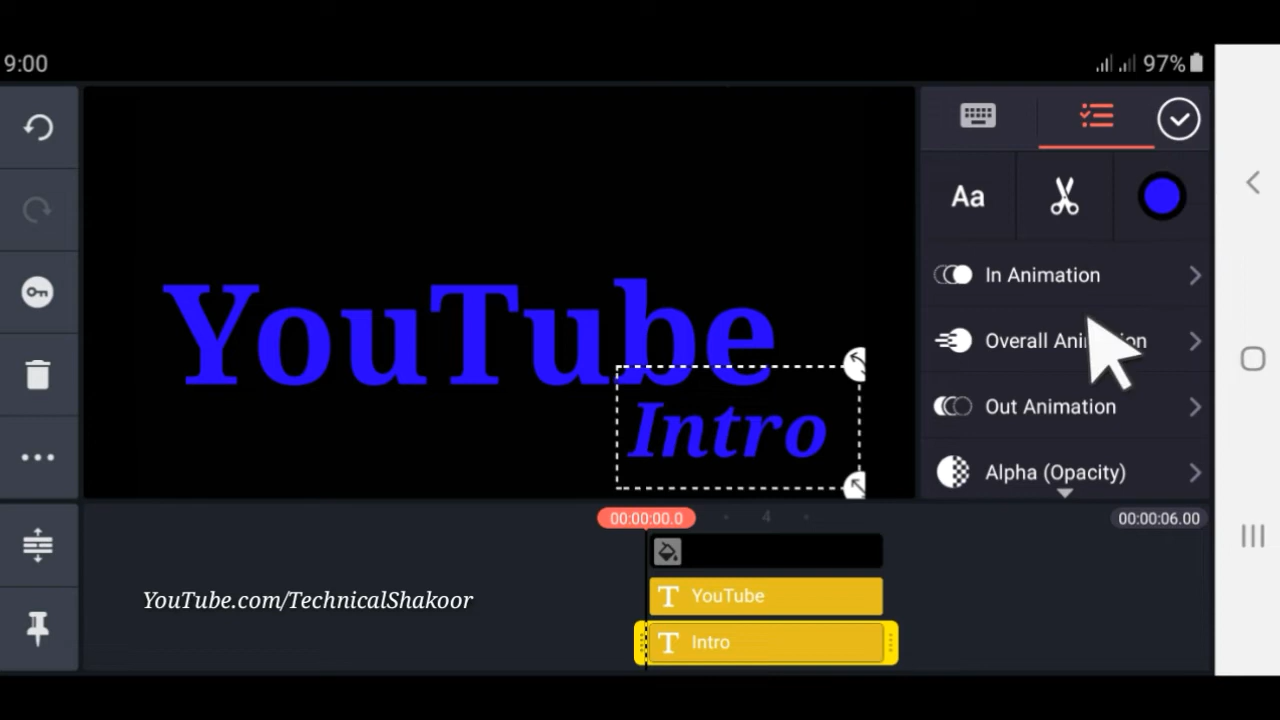 9:00
97%
Aa
In Animation
Overall Animation
Out Animation
Alpha (Opacity)
YouTube
Intro
00:00:00.0
4
00:00:06.00
T YouTube
T Intro
YouTube.com/TechnicalShakoor